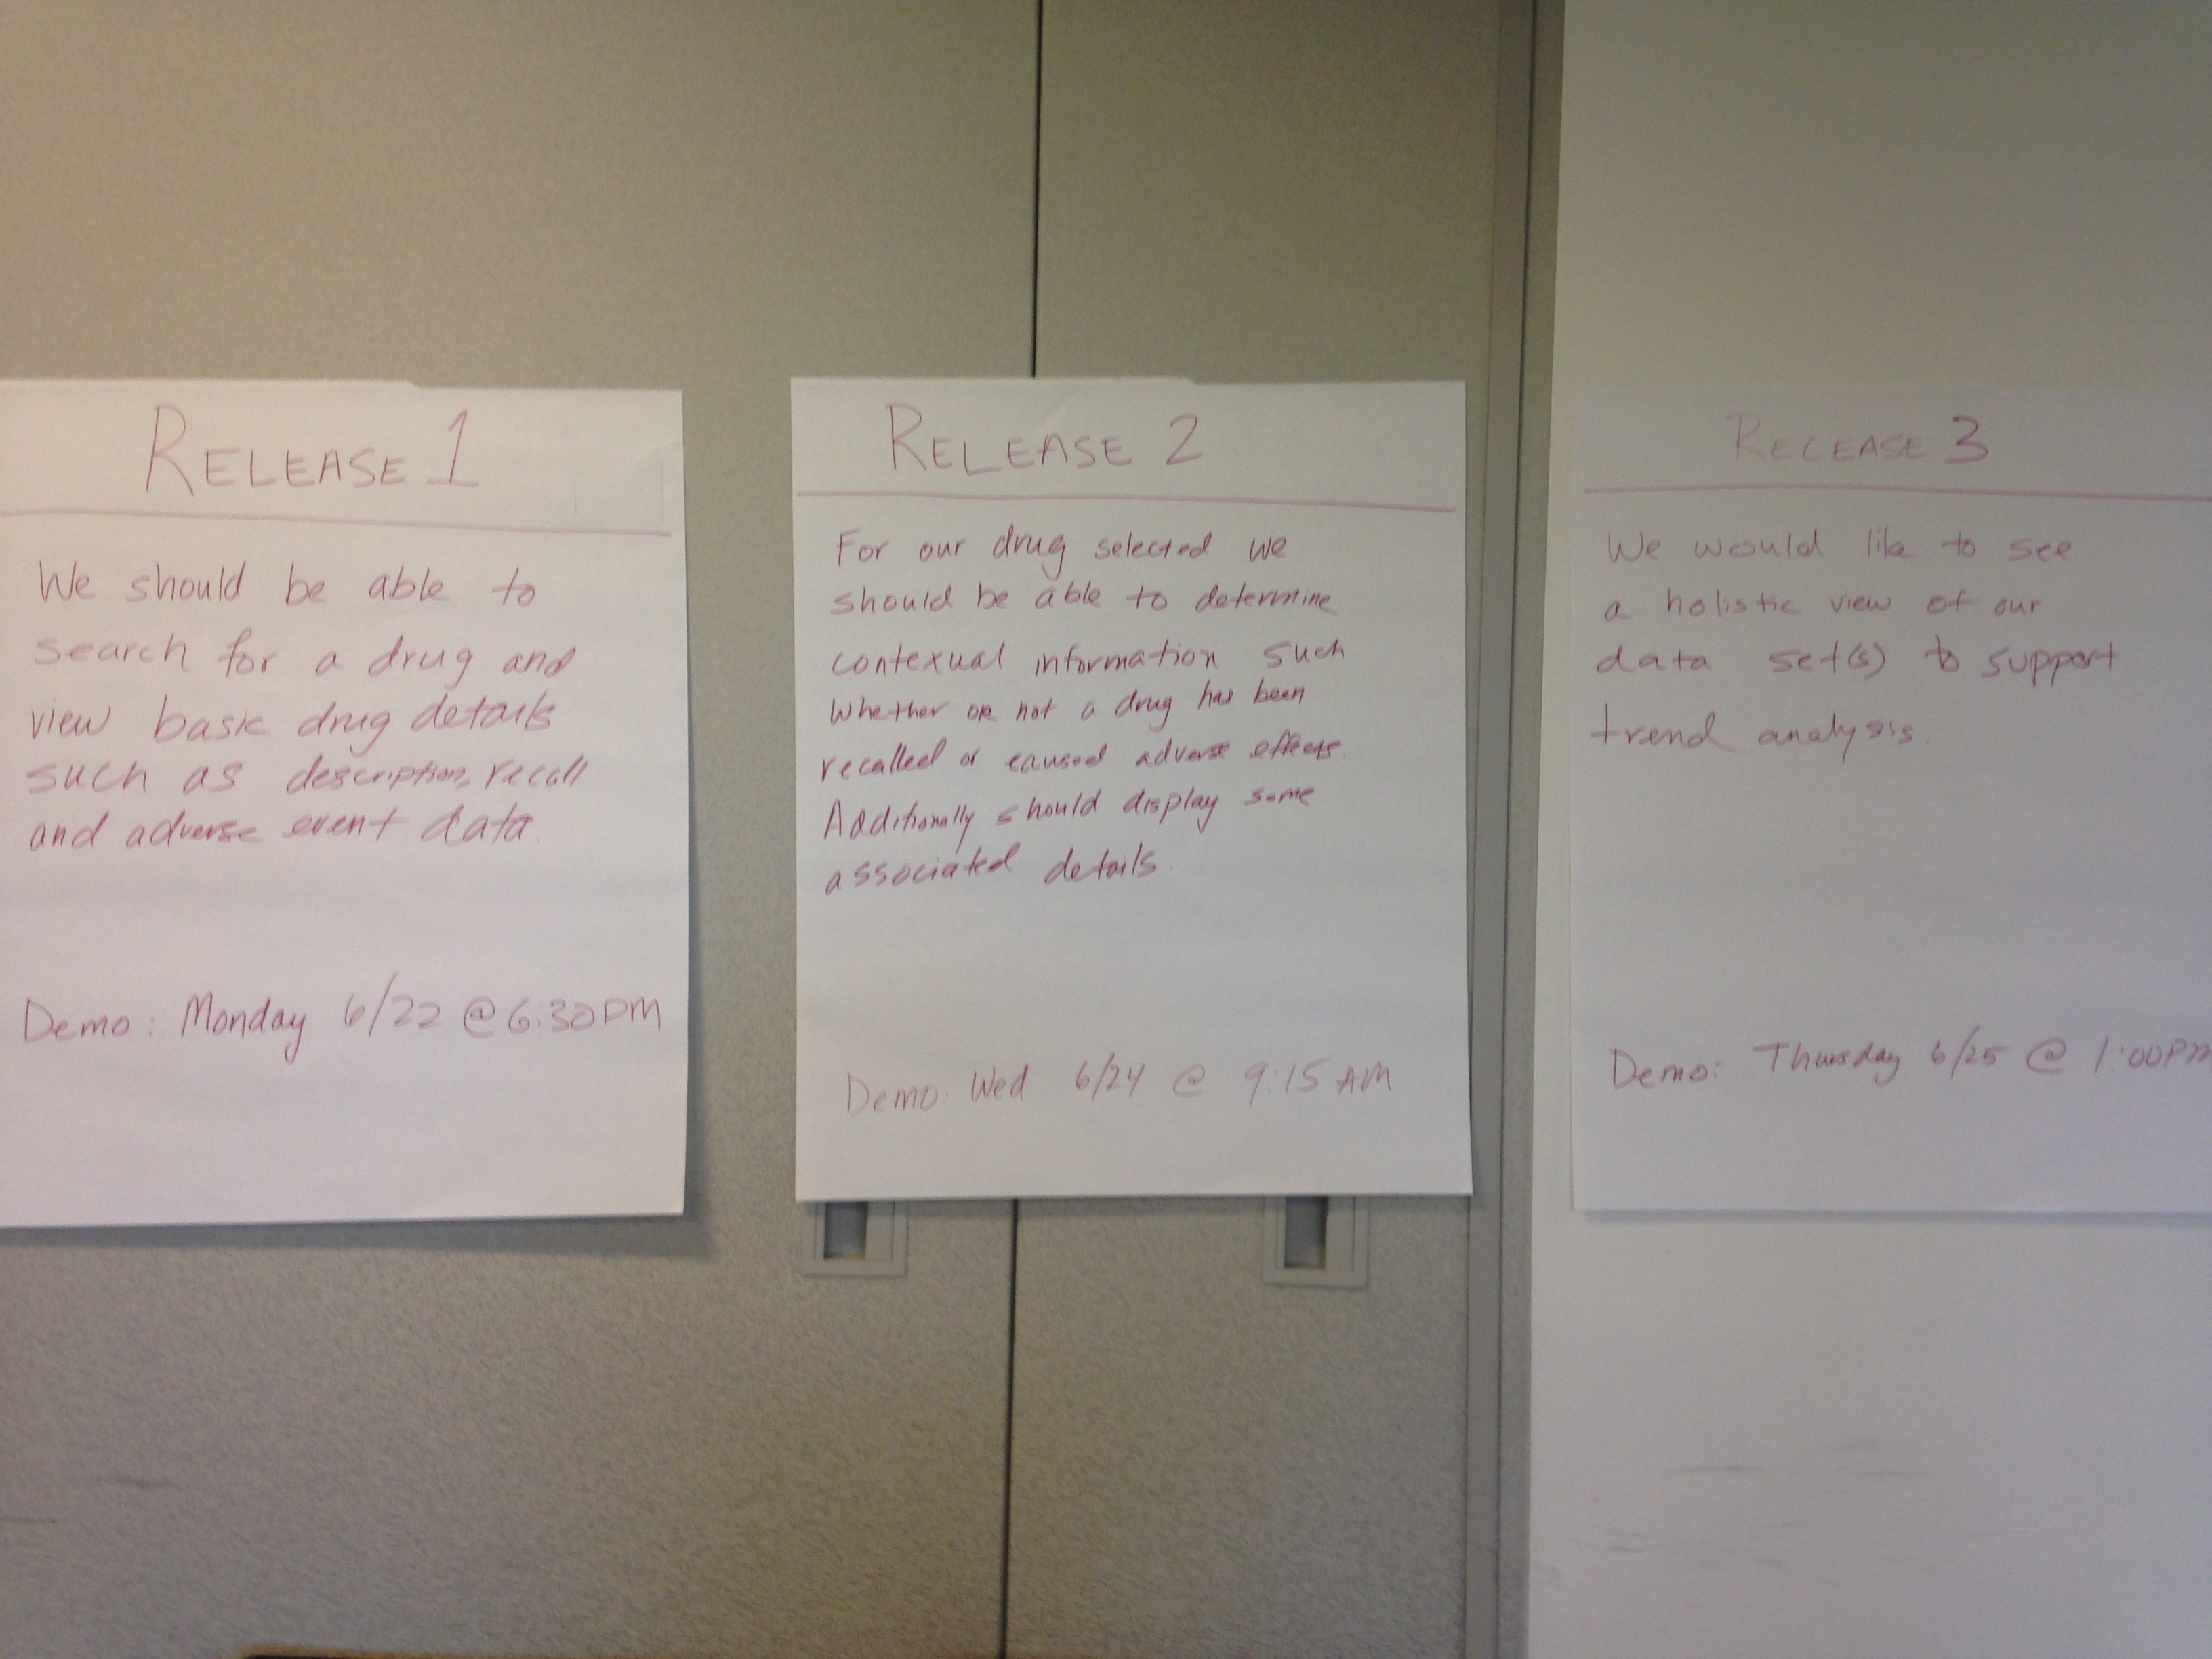 RELEASE 1
We should be able to
search for a drug and
view basic drug details
such as description, recall
and adverse event data.
Demo: Monday 6/22 @ 6:30PM
RELEASE 2
For our drug selected we
should be able to determine
contexual information such
whether or not a drug has been
recalled or caused adverse effects.
Additionally should display some
associated details.
Demo: Wed 6/24 @ 9:15 AM
RELEASE 3
We would like to see
a holistic view of our
data set(s) to support
trend analysis.
Demo: Thursday 6/25 @ 1:00PM